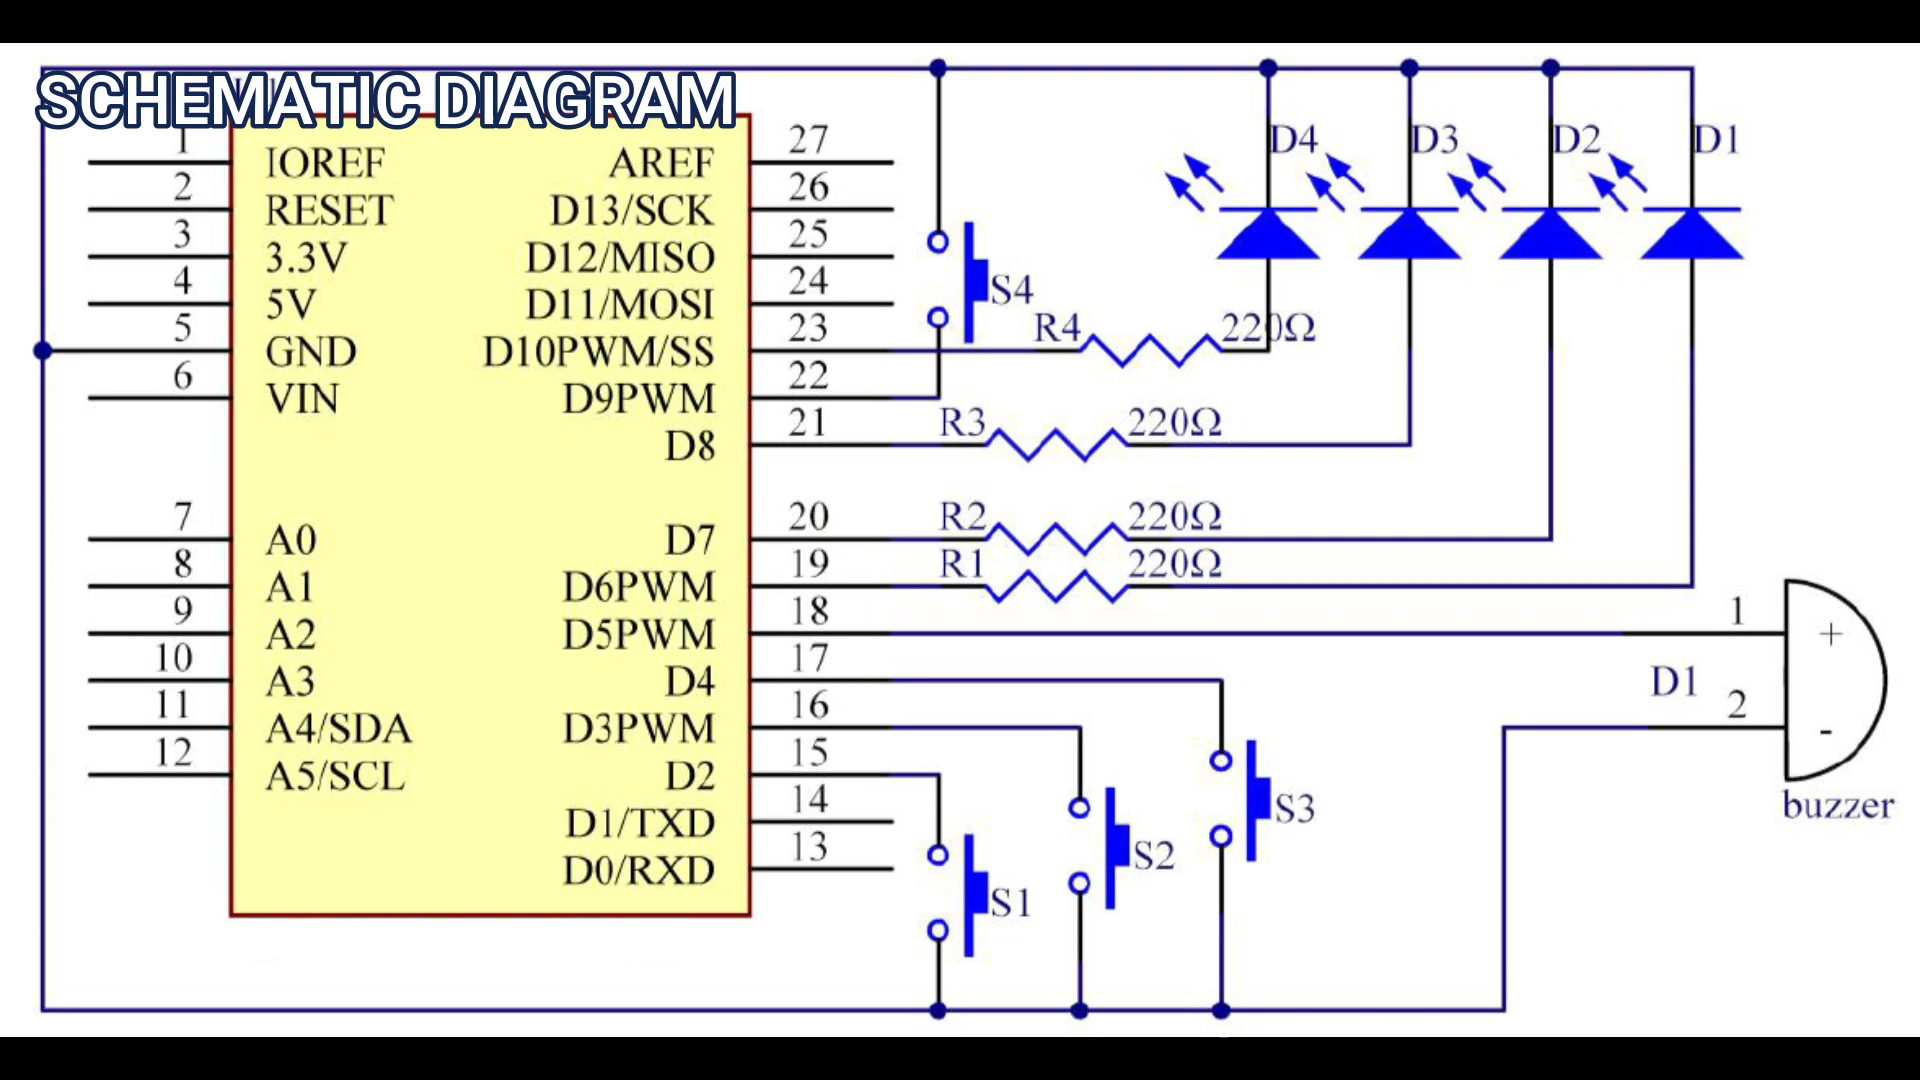 SCHEMATIC DIAGRAM
1
IOREF
2
RESET
3
3.3V
4
5V
5
GND
6
VIN
7
A0
8
A1
9
A2
10
A3
11
A4/SDA
12
A5/SCL
27
AREF
26
D13/SCK
25
D12/MISO
24
D11/MOSI
23
D10PWM/SS
22
D9PWM
21
D8
20
D7
19
D6PWM
18
D5PWM
17
D4
16
D3PWM
15
D2
14
D1/TXD
13
D0/RXD
D4 D3 D2 D1
S4
R4 220Ω
R3 220Ω
R2 220Ω
R1 220Ω
1
+
D1
2
-
buzzer
S3
S2
S1